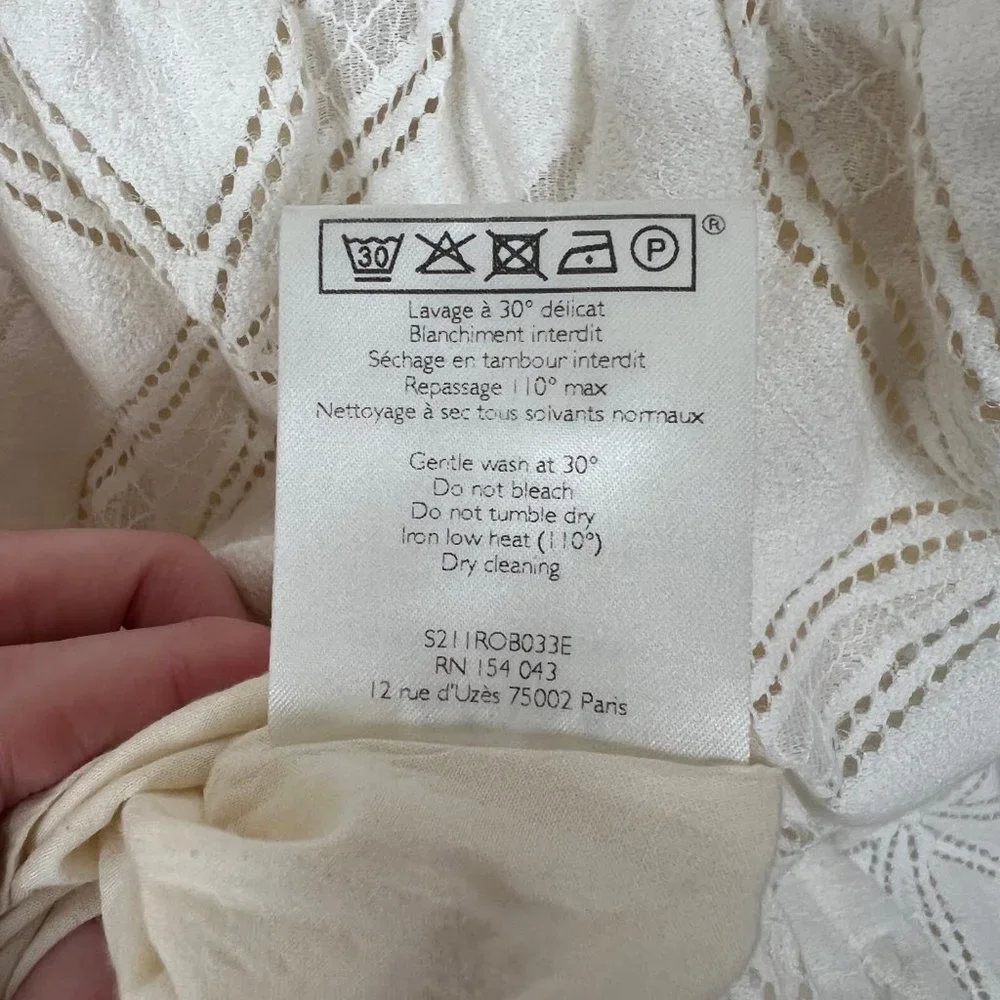 30 P ®
Lavage à 30° délicat
Blanchiment interdit
Séchage en tambour interdit
Repassage 110° max
Nettoyage à sec tous solvants normaux
Gentle wash at 30°
Do not bleach
Do not tumble dry
Iron low heat (110°)
Dry cleaning
S211ROB033E
RN 154 043
12 rue d'Uzès 75002 Paris